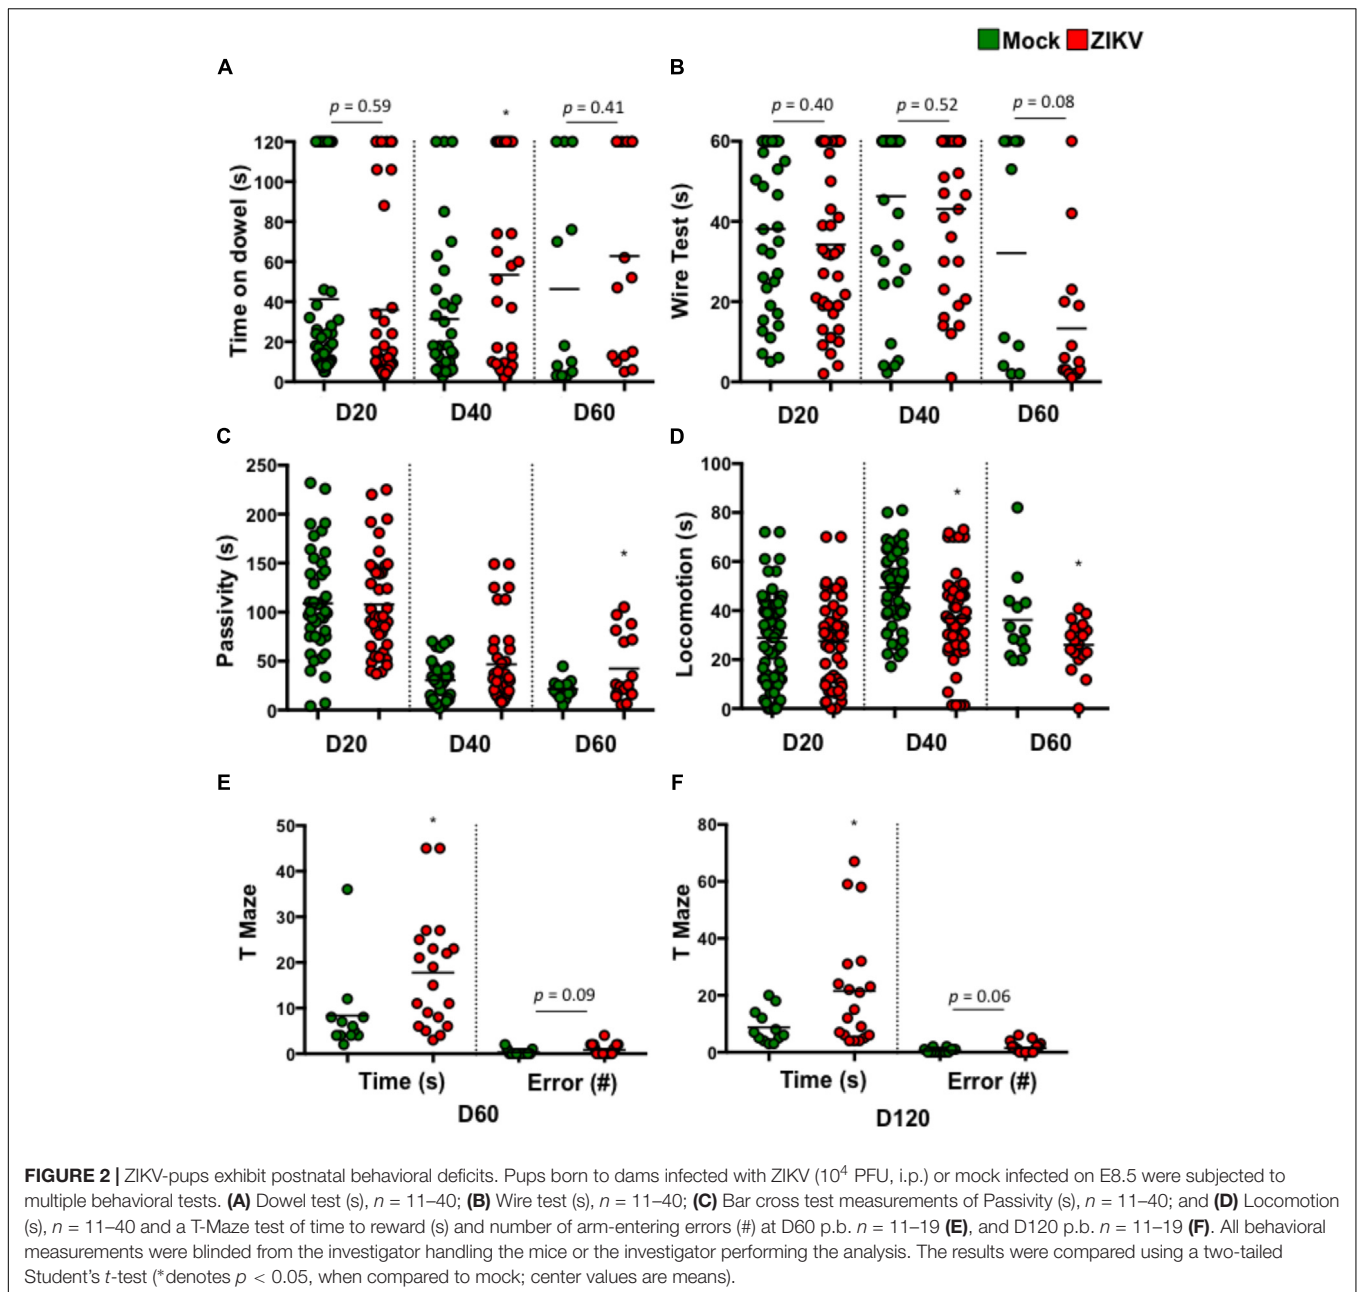 Mock ZIKV
A
p = 0.59
*
p = 0.41
Time on dowel (s)
120
100
80
60
40
20
0
D20
D40
D60
B
p = 0.40
p = 0.52
p = 0.08
Wire Test (s)
60
40
20
0
D20
D40
D60
C
*
Passivity (s)
250
200
150
100
50
0
D20
D40
D60
D
*
*
Locomotion (s)
100
80
60
40
20
0
D20
D40
D60
E
*
p = 0.09
T Maze
50
40
30
20
10
0
Time (s)
Error (#)
D60
F
*
p = 0.06
T Maze
80
60
40
20
0
Time (s)
Error (#)
D120
FIGURE 2 | ZIKV-pups exhibit postnatal behavioral deficits. Pups born to dams infected with ZIKV (10⁴ PFU, i.p.) or mock infected on E8.5 were subjected to
multiple behavioral tests. (A) Dowel test (s), n = 11–40; (B) Wire test (s), n = 11–40; (C) Bar cross test measurements of Passivity (s), n = 11–40; and (D) Locomotion
(s), n = 11–40 and a T-Maze test of time to reward (s) and number of arm-entering errors (#) at D60 p.b. n = 11–19 (E), and D120 p.b. n = 11–19 (F). All behavioral
measurements were blinded from the investigator handling the mice or the investigator performing the analysis. The results were compared using a two-tailed
Student's t-test (*denotes p < 0.05, when compared to mock; center values are means).